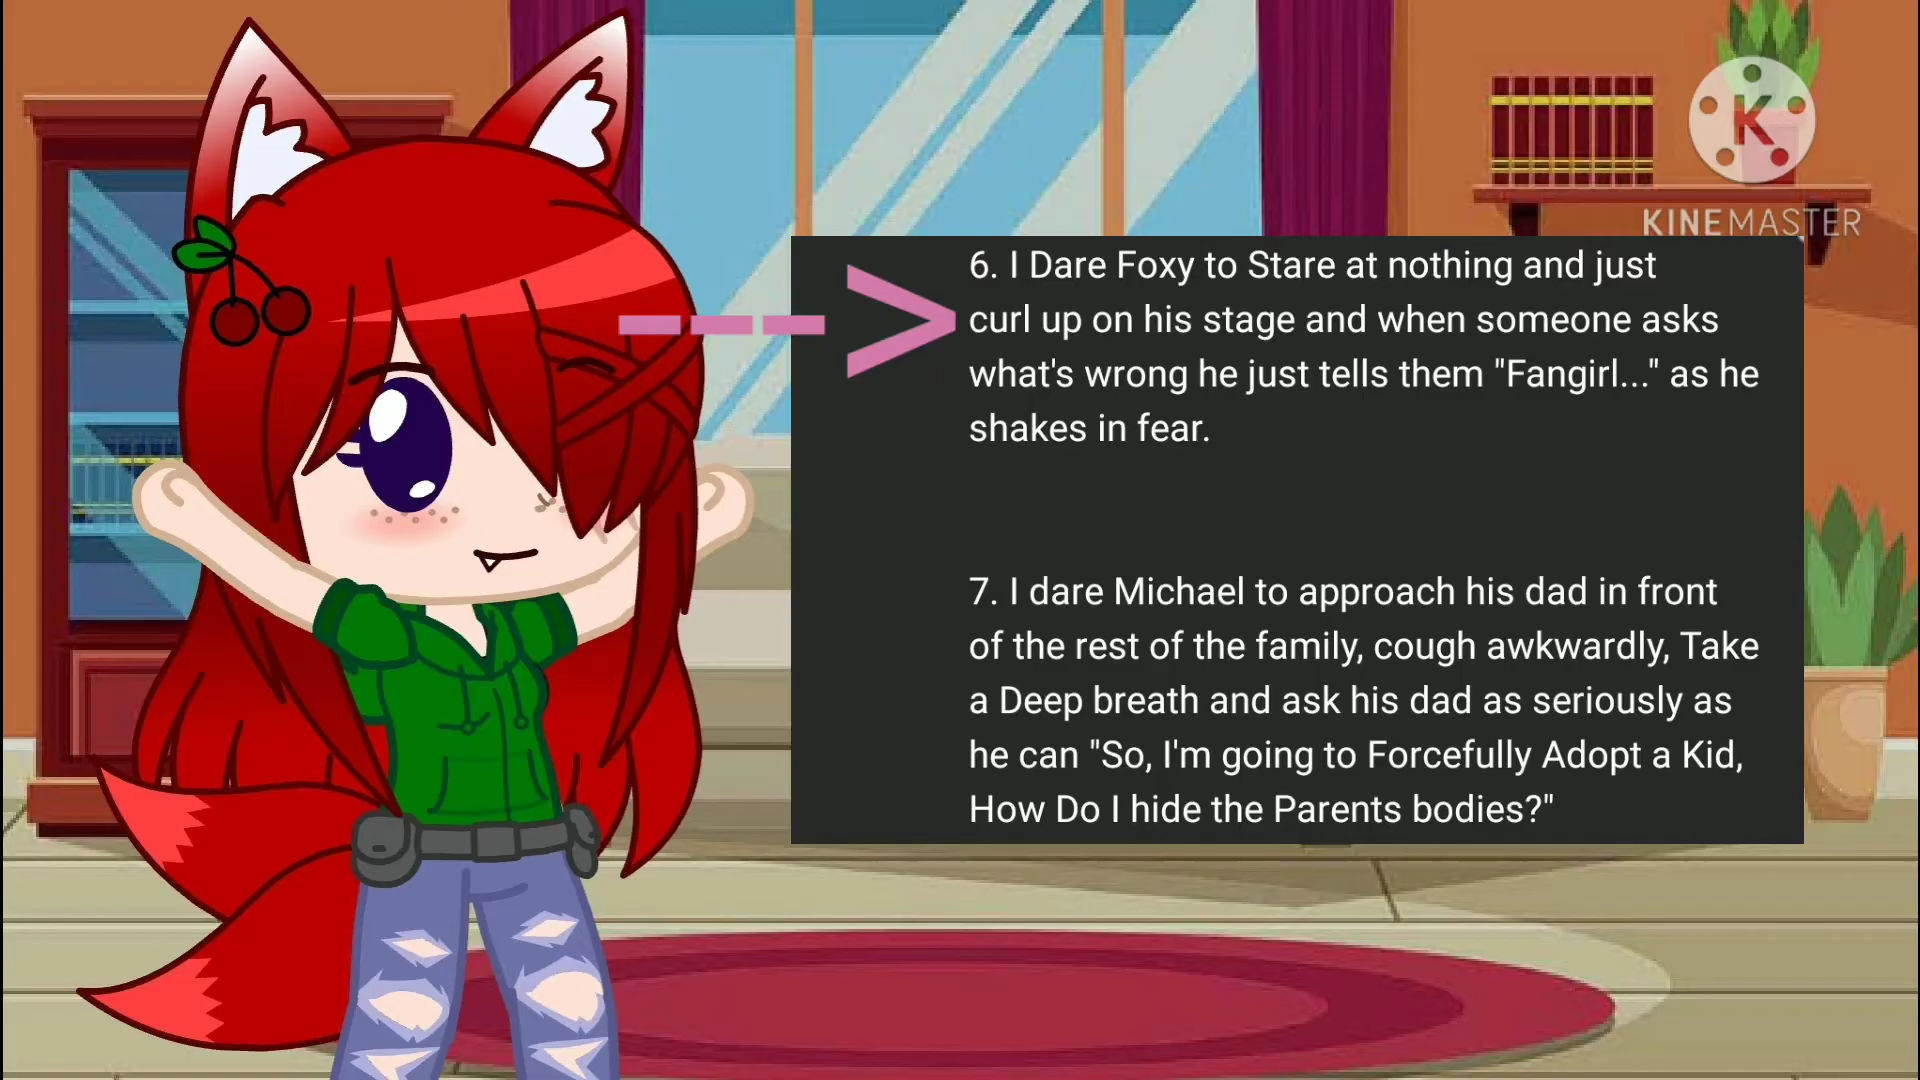 K
KINEMASTER
6. I Dare Foxy to Stare at nothing and just
curl up on his stage and when someone asks
what's wrong he just tells them "Fangirl..." as he
shakes in fear.
7. I dare Michael to approach his dad in front
of the rest of the family, cough awkwardly, Take
a Deep breath and ask his dad as seriously as
he can "So, I'm going to Forcefully Adopt a Kid,
How Do I hide the Parents bodies?"